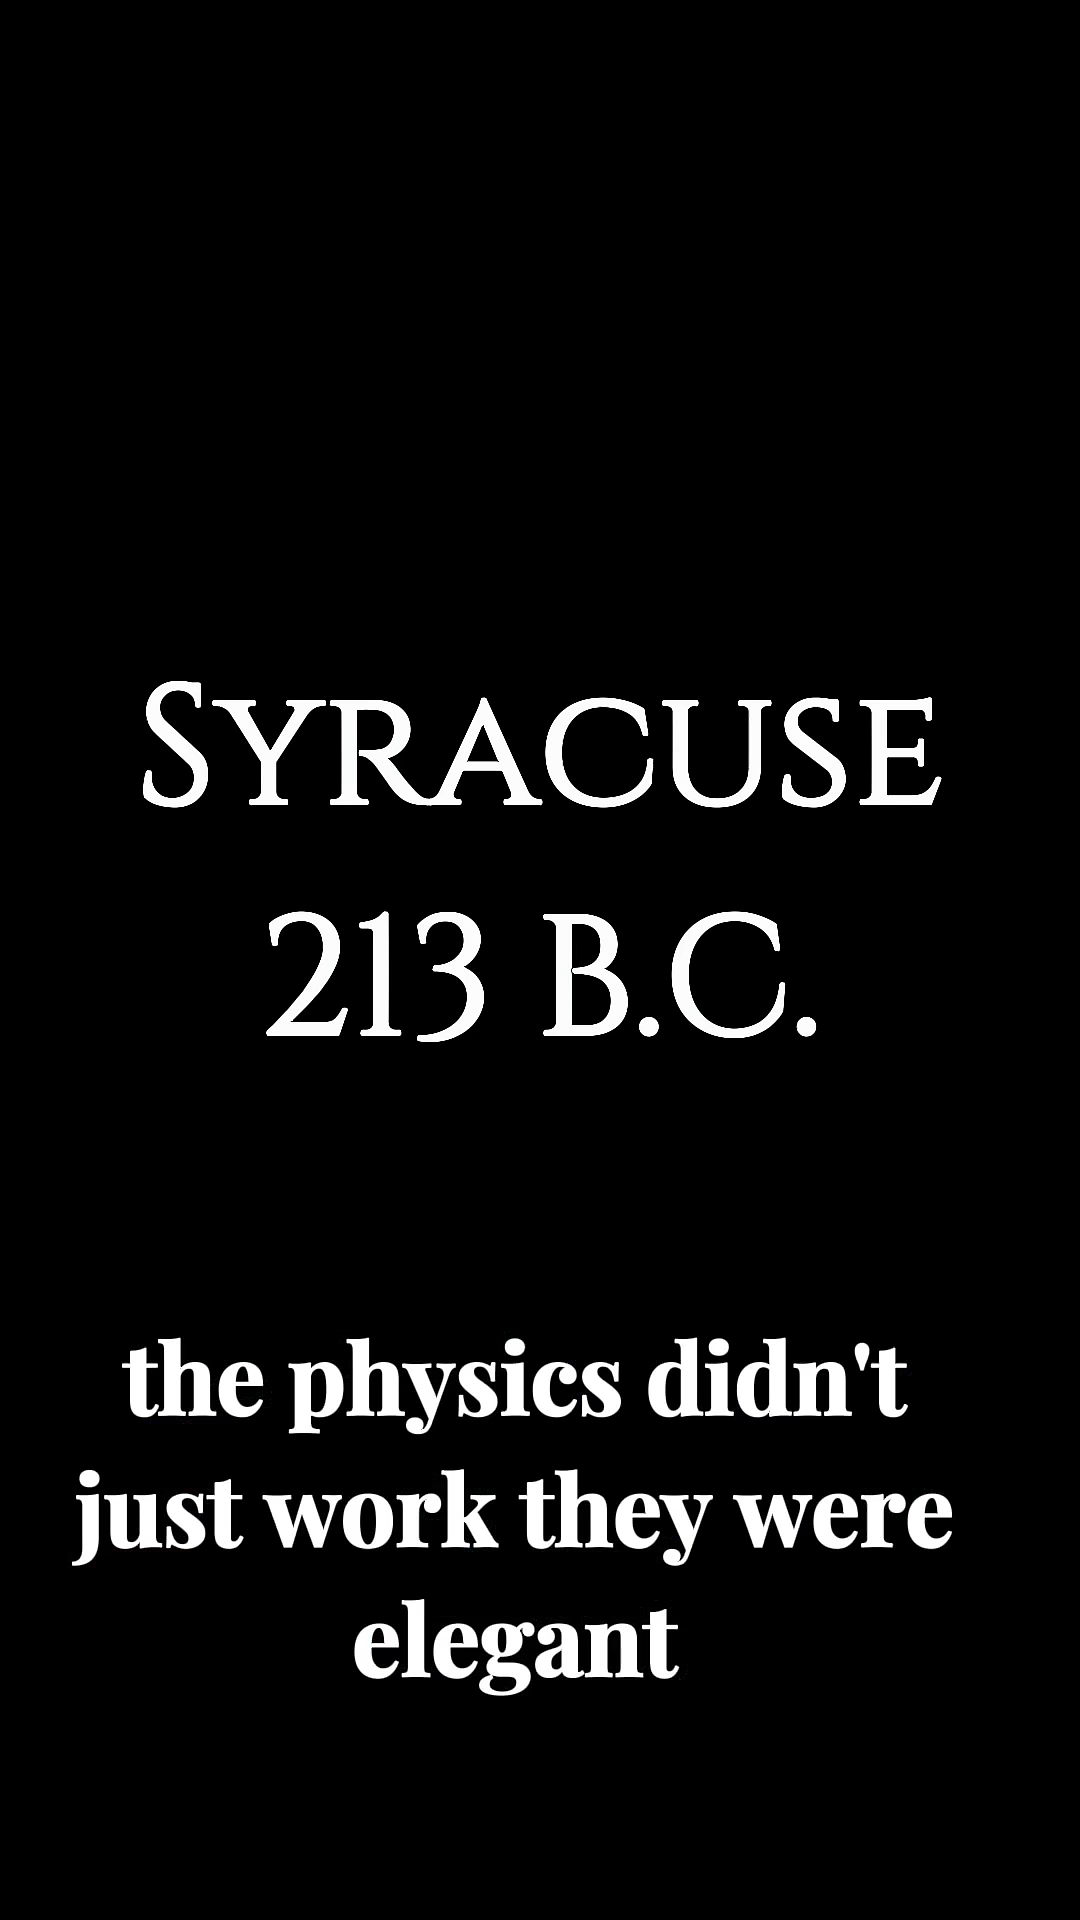 Syracuse
213 B.C.
the physics didn't
just work they were
elegant